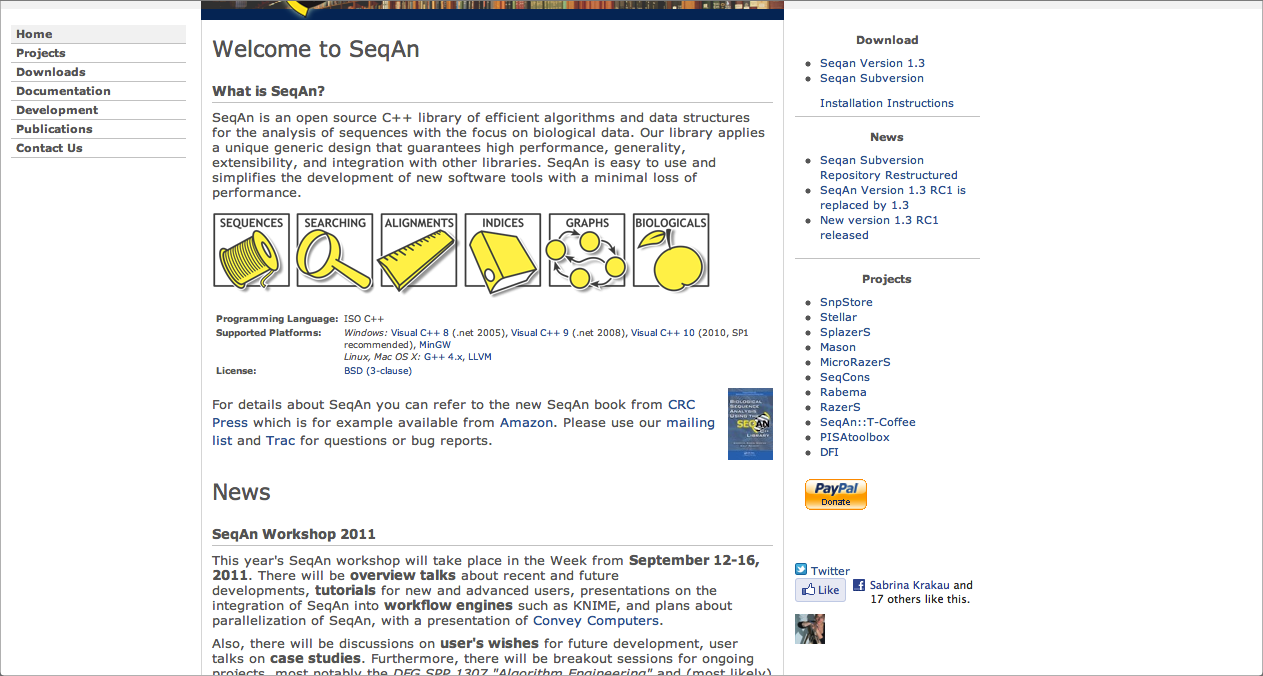 Home
Projects
Downloads
Documentation
Development
Publications
Contact Us
Welcome to SeqAn
What is SeqAn?
SeqAn is an open source C++ library of efficient algorithms and data structures
for the analysis of sequences with the focus on biological data. Our library applies
a unique generic design that guarantees high performance, generality,
extensibility, and integration with other libraries. SeqAn is easy to use and
simplifies the development of new software tools with a minimal loss of
performance.
SEQUENCES SEARCHING ALIGNMENTS INDICES GRAPHS BIOLOGICALS
Programming Language: ISO C++
Supported Platforms: Windows: Visual C++ 8 (.net 2005), Visual C++ 9 (.net 2008), Visual C++ 10 (2010, SP1
recommended), MinGW
Linux, Mac OS X: G++ 4.x, LLVM
License: BSD (3-clause)
For details about SeqAn you can refer to the new SeqAn book from CRC
Press which is for example available from Amazon. Please use our mailing
list and Trac for questions or bug reports.
BIOLOGICAL
SEQUENCE
ANALYSIS
USING THE
SEQAN
C++
LIBRARY
News
SeqAn Workshop 2011
This year's SeqAn workshop will take place in the Week from September 12-16,
2011. There will be overview talks about recent and future
developments, tutorials for new and advanced users, presentations on the
integration of SeqAn into workflow engines such as KNIME, and plans about
parallelization of SeqAn, with a presentation of Convey Computers.
Also, there will be discussions on user's wishes for future development, user
talks on case studies. Furthermore, there will be breakout sessions for ongoing
projects, most notably the DFG SPP 1307 "Algorithm Engineering" and (most likely)
Download
Seqan Version 1.3
Seqan Subversion
Installation Instructions
News
Seqan Subversion
Repository Restructured
SeqAn Version 1.3 RC1 is
replaced by 1.3
New version 1.3 RC1
released
Projects
SnpStore
Stellar
SplazerS
Mason
MicroRazerS
SeqCons
Rabema
RazerS
SeqAn::T-Coffee
PISAtoolbox
DFI
PayPal
Donate
Twitter
Like
Sabrina Krakau and
17 others like this.